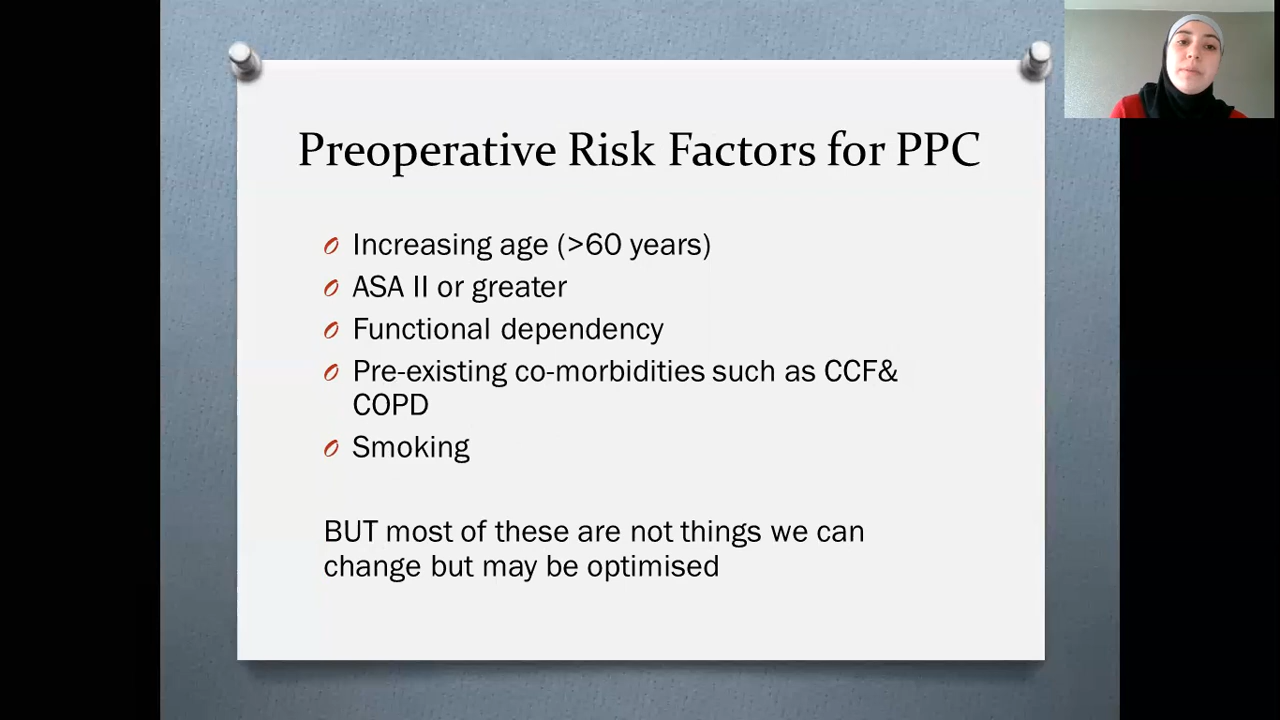 Preoperative Risk Factors for PPC
Increasing age (>60 years)
ASA II or greater
Functional dependency
Pre-existing co-morbidities such as CCF&
COPD
Smoking
BUT most of these are not things we can
change but may be optimised